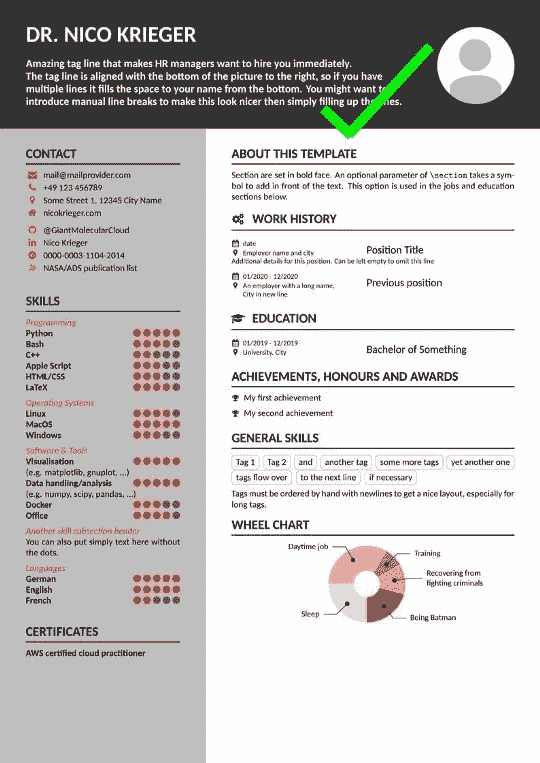 DR. NICO KRIEGER
Amazing tag line that makes HR managers want to hire you immediately.
The tag line is aligned with the bottom of the picture to the right, so if you have
multiple lines it fills the space to your name from the bottom. You might want to
introduce manual line breaks to make this look nicer then simply filling up the lines.
CONTACT
mail@mailprovider.com
+49 123 456789
Some Street 1, 12345 City Name
nicokrieger.com
@GiantMolecularCloud
Nico Krieger
0000-0003-1104-2014
NASA/ADS publication list
SKILLS
Programming
Python
Bash
C++
Apple Script
HTML/CSS
LaTeX
Operating Systems
Linux
MacOS
Windows
Software & Tools
Visualisation
(e.g. matplotlib, gnuplot, ...)
Data handling/analysis
(e.g. numpy, scipy, pandas, ...)
Docker
Office
Another skill subsection header
You can also put simply text here without
the dots.
Languages
German
English
French
CERTIFICATES
AWS certified cloud practitioner
ABOUT THIS TEMPLATE
Section are set in bold face. An optional parameter of \section takes a sym-
bol to add in front of the text. This option is used in the jobs and education
sections below.
WORK HISTORY
date
Employer name and city
Position Title
Additional details for this position. Can be left empty to omit this line
01/2020 - 12/2020
An employer with a long name,
City in new line
Previous position
EDUCATION
01/2019 - 12/2019
University, City
Bachelor of Something
ACHIEVEMENTS, HONOURS AND AWARDS
My first achievement
My second achievement
GENERAL SKILLS
Tag 1 Tag 2 and another tag some more tags yet another one
tags flow over to the next line if necessary
Tags must be ordered by hand with newlines to get a nice layout, especially for
long tags.
WHEEL CHART
Daytime job
Training
Recovering from
fighting criminals
Sleep
Being Batman